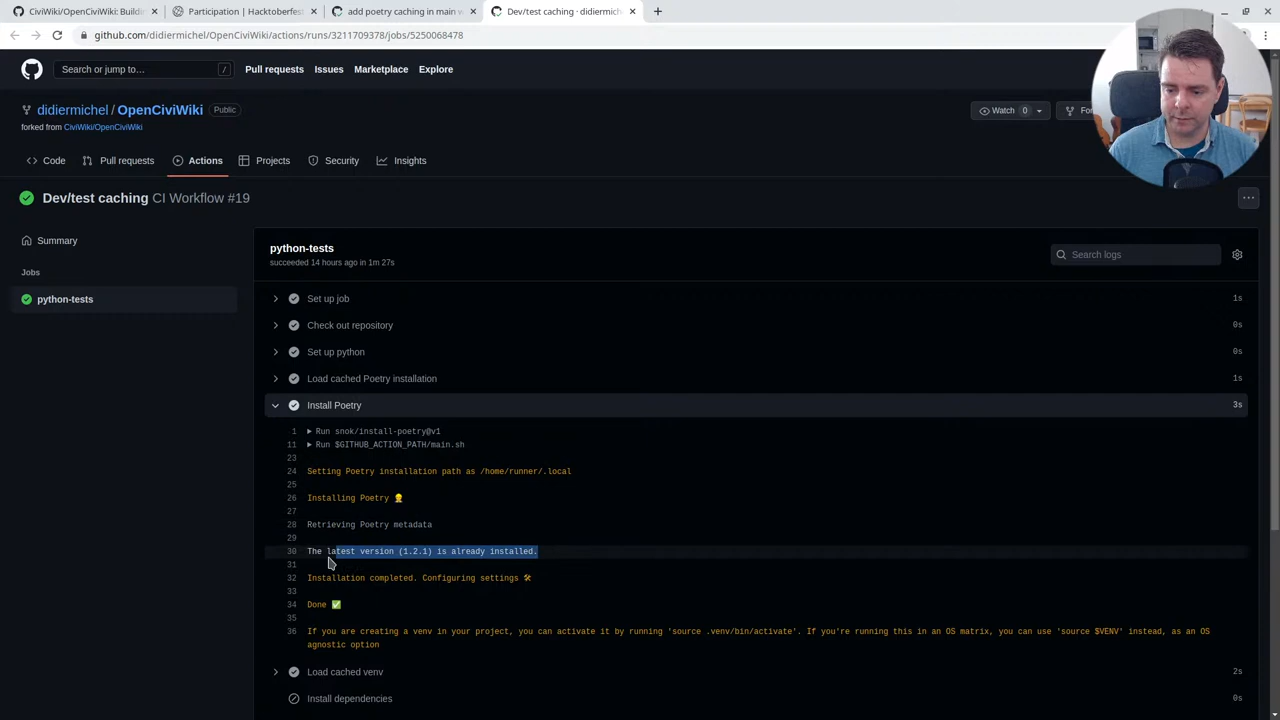 CiviWiki/OpenCiviWiki: Buildi
Participation | Hacktoberfes
add poetry caching in main w
Dev/test caching · didiermich
github.com/didiermichel/OpenCiviWiki/actions/runs/3211709378/jobs/5250068478
Search or jump to…
/
Pull requests
Issues
Marketplace
Explore
didiermichel / OpenCiviWiki
Public
forked from CiviWiki/OpenCiviWiki
Watch 0
For
Code
Pull requests
Actions
Projects
Security
Insights
Dev/test caching CI Workflow #19
Summary
Jobs
python-tests
python-tests
succeeded 14 hours ago in 1m 27s
Search logs
Set up job 1s
Check out repository 0s
Set up python 0s
Load cached Poetry installation 1s
Install Poetry 3s
1 ▶ Run snok/install-poetry@v1
11 ▶ Run $GITHUB_ACTION_PATH/main.sh
23
24 Setting Poetry installation path as /home/runner/.local
25
26 Installing Poetry 👷
27
28 Retrieving Poetry metadata
29
30 The latest version (1.2.1) is already installed.
31
32 Installation completed. Configuring settings 🛠
33
34 Done ✅
35
36 If you are creating a venv in your project, you can activate it by running 'source .venv/bin/activate'. If you're running this in an OS matrix, you can use 'source $VENV' instead, as an OS
agnostic option
Load cached venv 2s
Install dependencies 0s